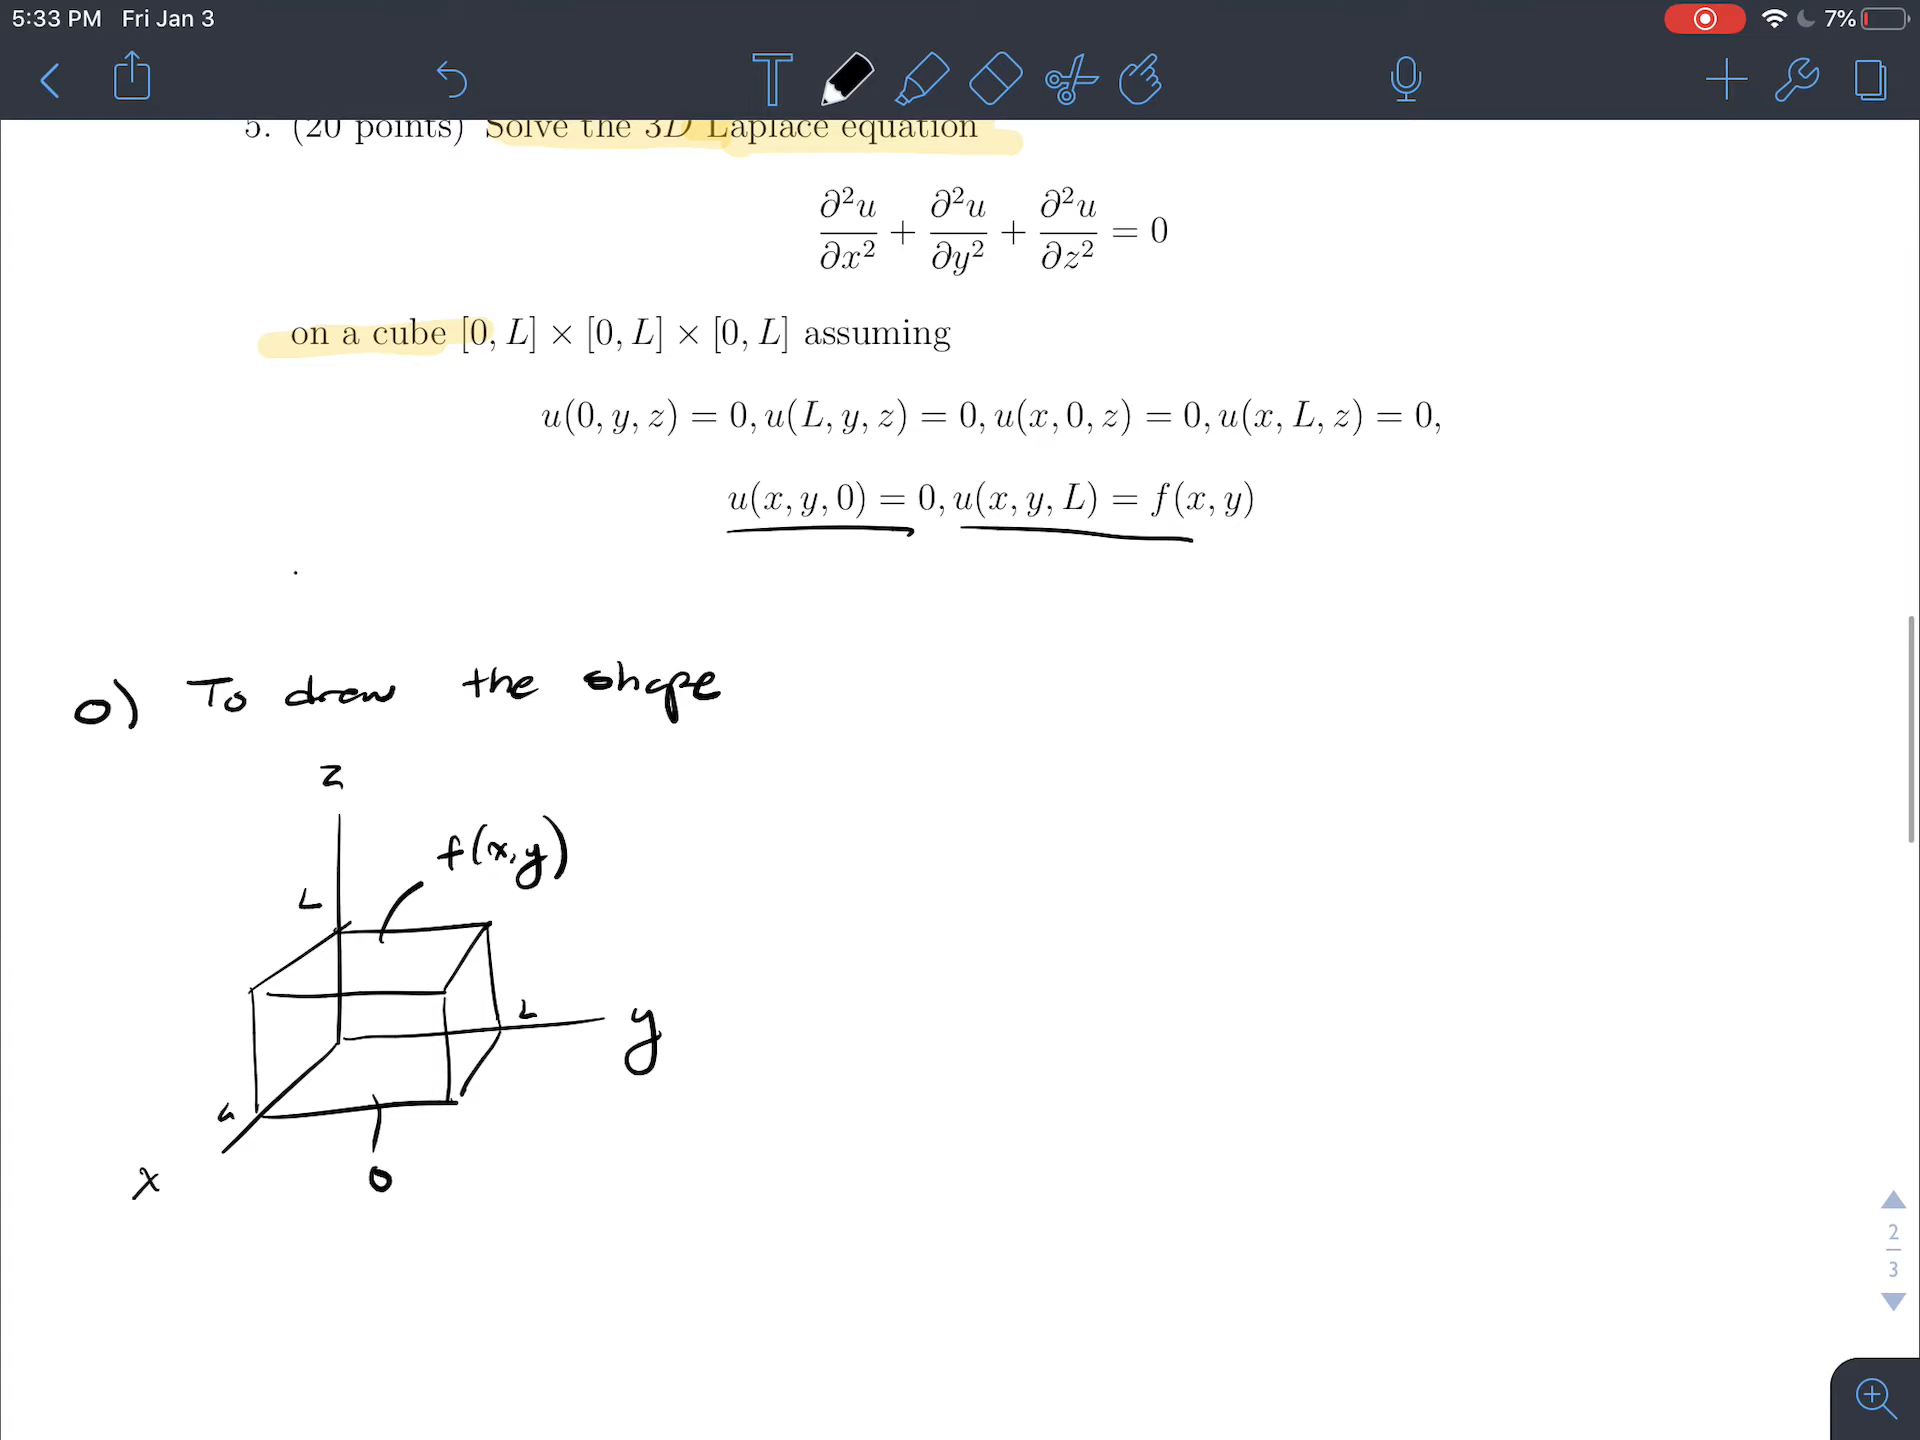 5:33 PM Fri Jan 3 7%
T
5. (20 points) Solve the 3D Laplace equation
∂²u/∂x² + ∂²u/∂y² + ∂²u/∂z² = 0
on a cube [0, L] × [0, L] × [0, L] assuming
u(0, y, z) = 0, u(L, y, z) = 0, u(x, 0, z) = 0, u(x, L, z) = 0,
u(x, y, 0) = 0, u(x, y, L) = f(x, y)
.
0) To draw the shape
z
f(x,y)
L
L
y
L
x
0
2
3